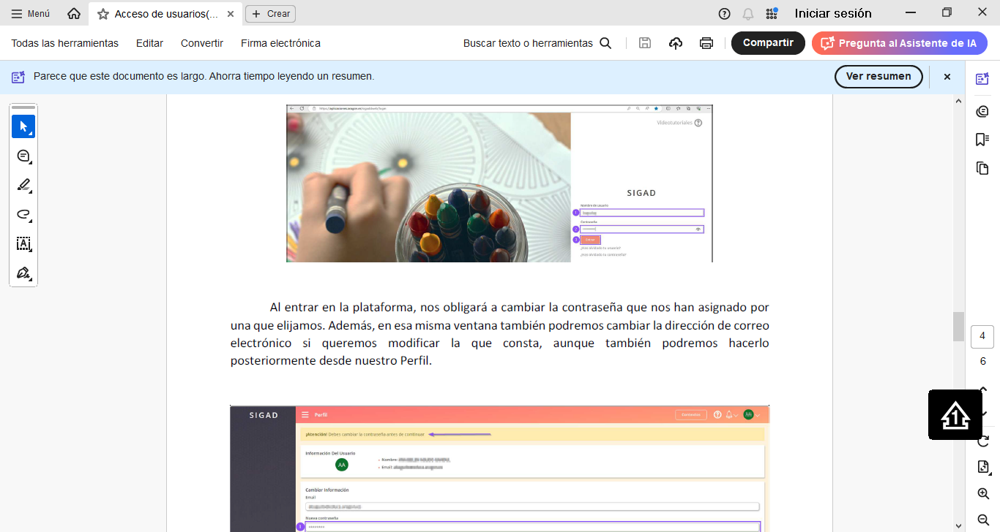 Menú
Acceso de usuarios(...
Crear
Iniciar sesión
Todas las herramientas Editar Convertir Firma electrónica
Buscar texto o herramientas
Compartir
Pregunta al Asistente de IA
Parece que este documento es largo. Ahorra tiempo leyendo un resumen.
Ver resumen
Videotutoriales
SIGAD
Nombre de usuario
1
Contraseña
2
3 Entrar
¿Has olvidado tu usuario?
¿Has olvidado tu contraseña?
Al entrar en la plataforma, nos obligará a cambiar la contraseña que nos han asignado por
una que elijamos. Además, en esa misma ventana también podremos cambiar la dirección de correo
electrónico si queremos modificar la que consta, aunque también podremos hacerlo
posteriormente desde nuestro Perfil.
SIGAD
Perfil
AA
¡Atención! Debes cambiar la contraseña antes de continuar
Información Del Usuario
AA
Nombre:
Email:
Cambiar Información
Email
Nueva contraseña
1
4
6
1